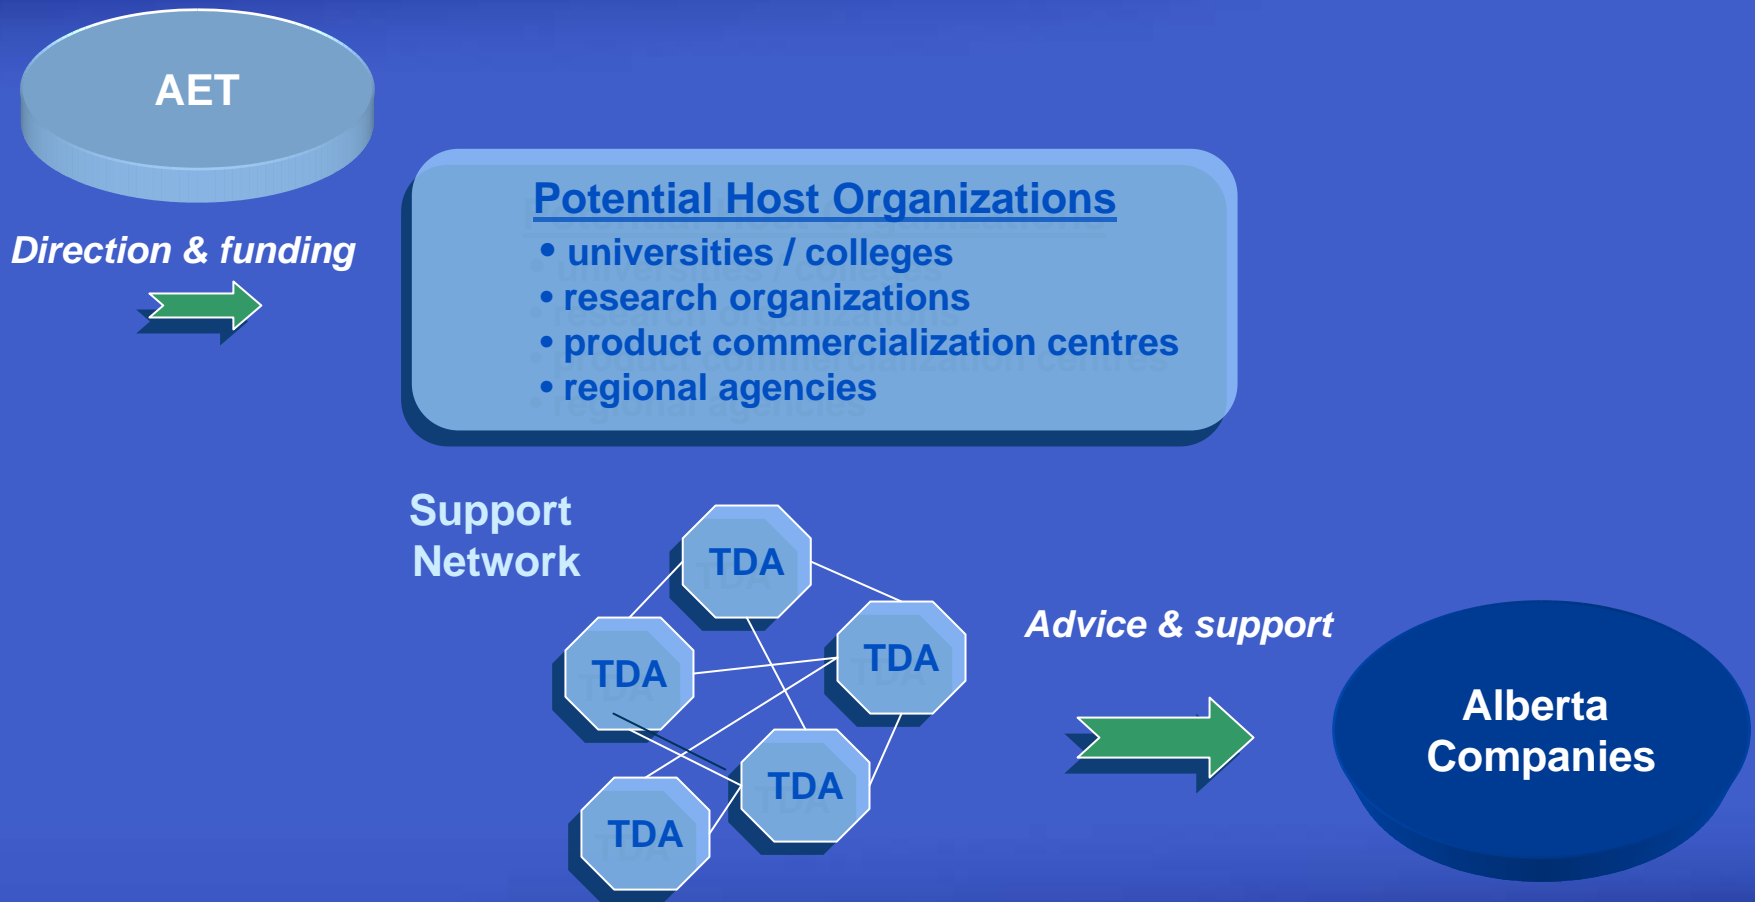 AET
Direction & funding
Potential Host Organizations
• universities / colleges
• research organizations
• product commercialization centres
• regional agencies
Support
Network
TDA
TDA
TDA
TDA
TDA
Advice & support
Alberta
Companies